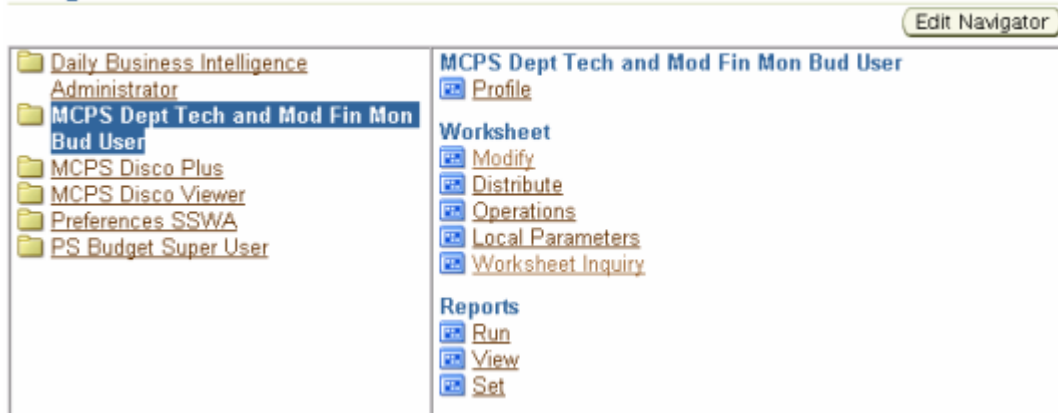 Edit Navigator
Daily Business Intelligence
Administrator
MCPS Dept Tech and Mod Fin Mon
Bud User
MCPS Disco Plus
MCPS Disco Viewer
Preferences SSWA
PS Budget Super User
MCPS Dept Tech and Mod Fin Mon Bud User
Profile
Worksheet
Modify
Distribute
Operations
Local Parameters
Worksheet Inquiry
Reports
Run
View
Set